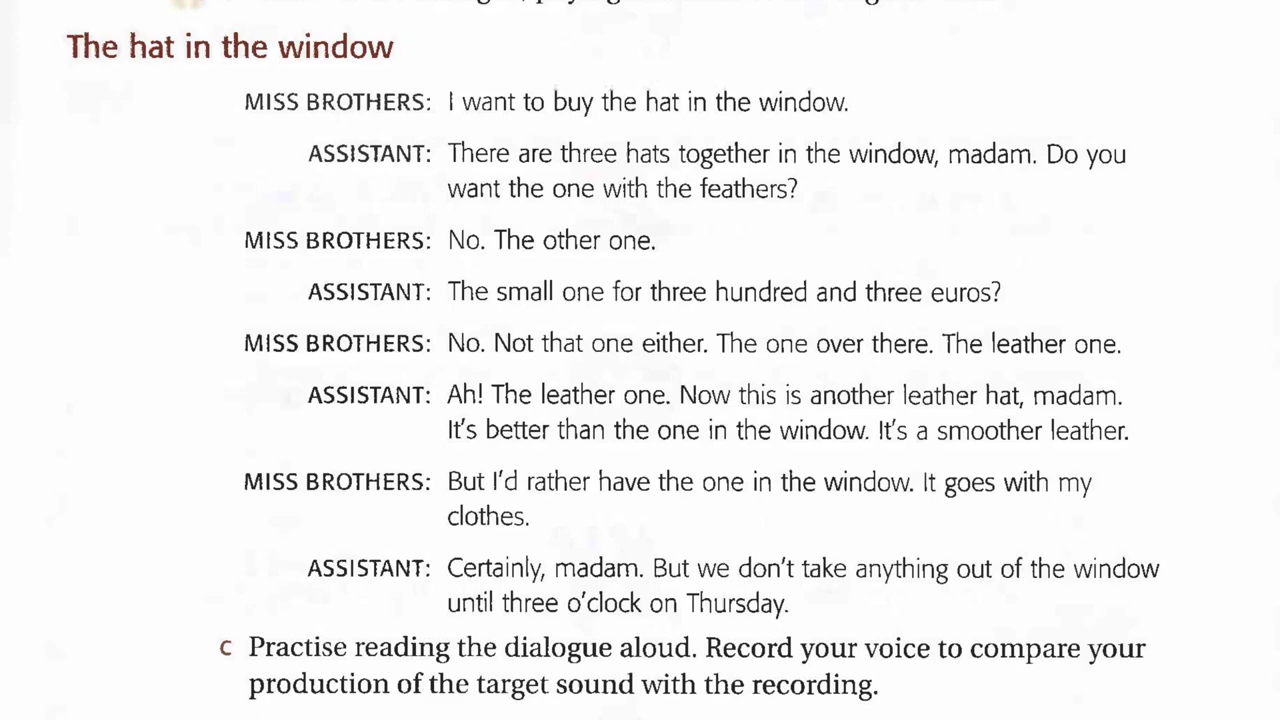 The hat in the window
MISS BROTHERS: I want to buy the hat in the window.
ASSISTANT: There are three hats together in the window, madam. Do you
want the one with the feathers?
MISS BROTHERS: No. The other one.
ASSISTANT: The small one for three hundred and three euros?
MISS BROTHERS: No. Not that one either. The one over there. The leather one.
ASSISTANT: Ah! The leather one. Now this is another leather hat, madam.
It's better than the one in the window. It's a smoother leather.
MISS BROTHERS: But I'd rather have the one in the window. It goes with my
clothes.
ASSISTANT: Certainly, madam. But we don't take anything out of the window
until three o'clock on Thursday.
c Practise reading the dialogue aloud. Record your voice to compare your
production of the target sound with the recording.